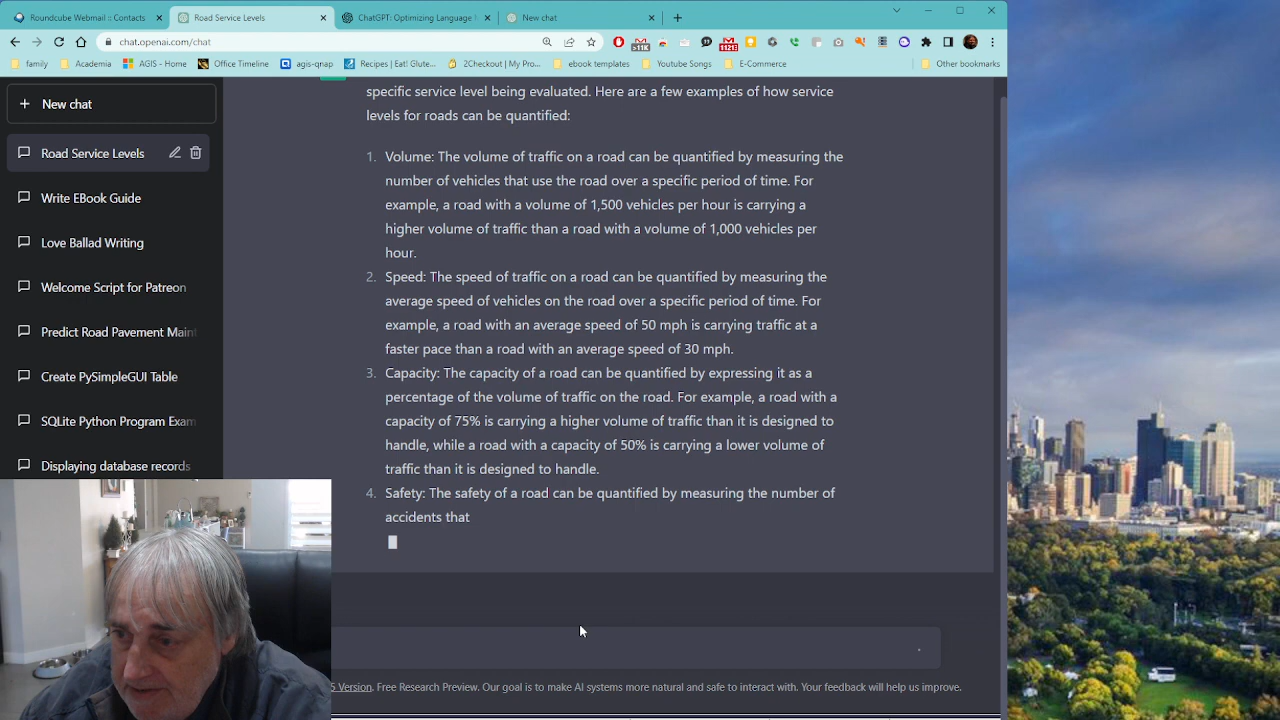 Roundcube Webmail :: Contacts
Road Service Levels
ChatGPT: Optimizing Language
New chat
chat.openai.com/chat
>11K
11213
family
Academia
AGIS - Home
Office Timeline
agis-qnap
Recipes | Eat! Glute...
2Checkout | My Pro...
ebook templates
Youtube Songs
E-Commerce
Other bookmarks
New chat
Road Service Levels
Write EBook Guide
Love Ballad Writing
Welcome Script for Patreon
Predict Road Pavement Maint
Create PySimpleGUI Table
SQLite Python Program Exam
Displaying database records
specific service level being evaluated. Here are a few examples of how service
levels for roads can be quantified:
1. Volume: The volume of traffic on a road can be quantified by measuring the
number of vehicles that use the road over a specific period of time. For
example, a road with a volume of 1,500 vehicles per hour is carrying a
higher volume of traffic than a road with a volume of 1,000 vehicles per
hour.
2. Speed: The speed of traffic on a road can be quantified by measuring the
average speed of vehicles on the road over a specific period of time. For
example, a road with an average speed of 50 mph is carrying traffic at a
faster pace than a road with an average speed of 30 mph.
3. Capacity: The capacity of a road can be quantified by expressing it as a
percentage of the volume of traffic on the road. For example, a road with a
capacity of 75% is carrying a higher volume of traffic than it is designed to
handle, while a road with a capacity of 50% is carrying a lower volume of
traffic than it is designed to handle.
4. Safety: The safety of a road can be quantified by measuring the number of
accidents that
5 Version. Free Research Preview. Our goal is to make AI systems more natural and safe to interact with. Your feedback will help us improve.